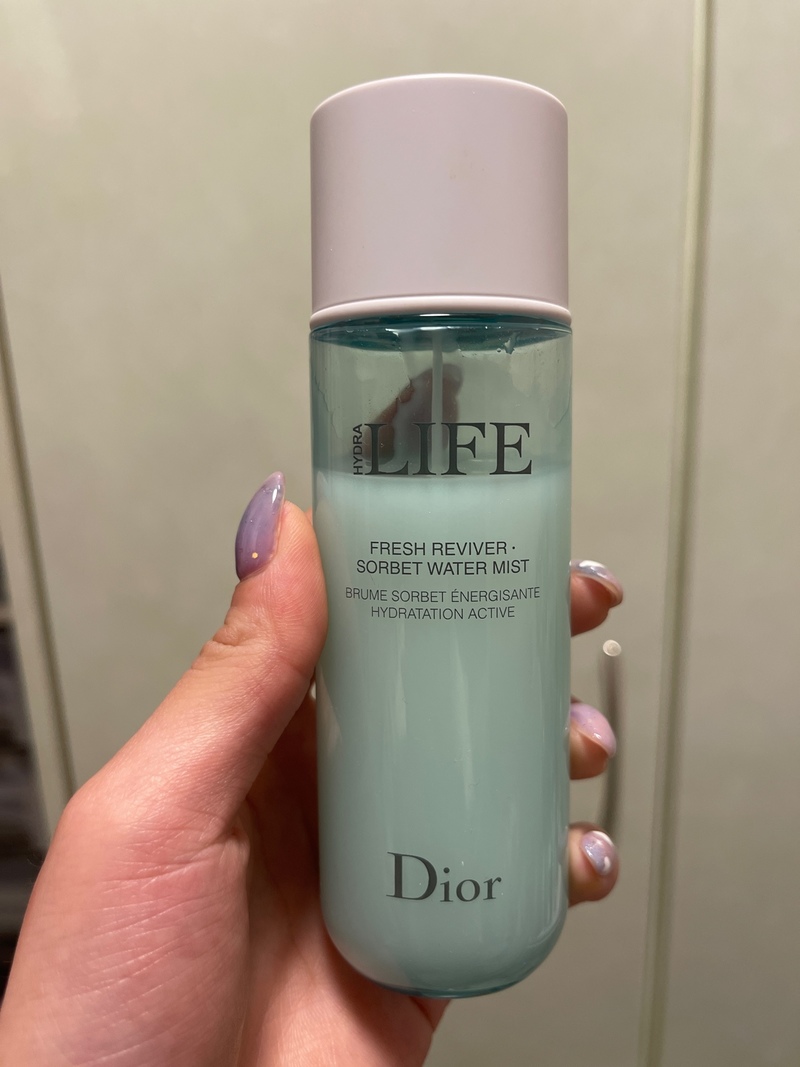 HYDRA
LIFE
FRESH REVIVER ·
SORBET WATER MIST
BRUME SORBET ÉNERGISANTE
HYDRATATION ACTIVE
Dior